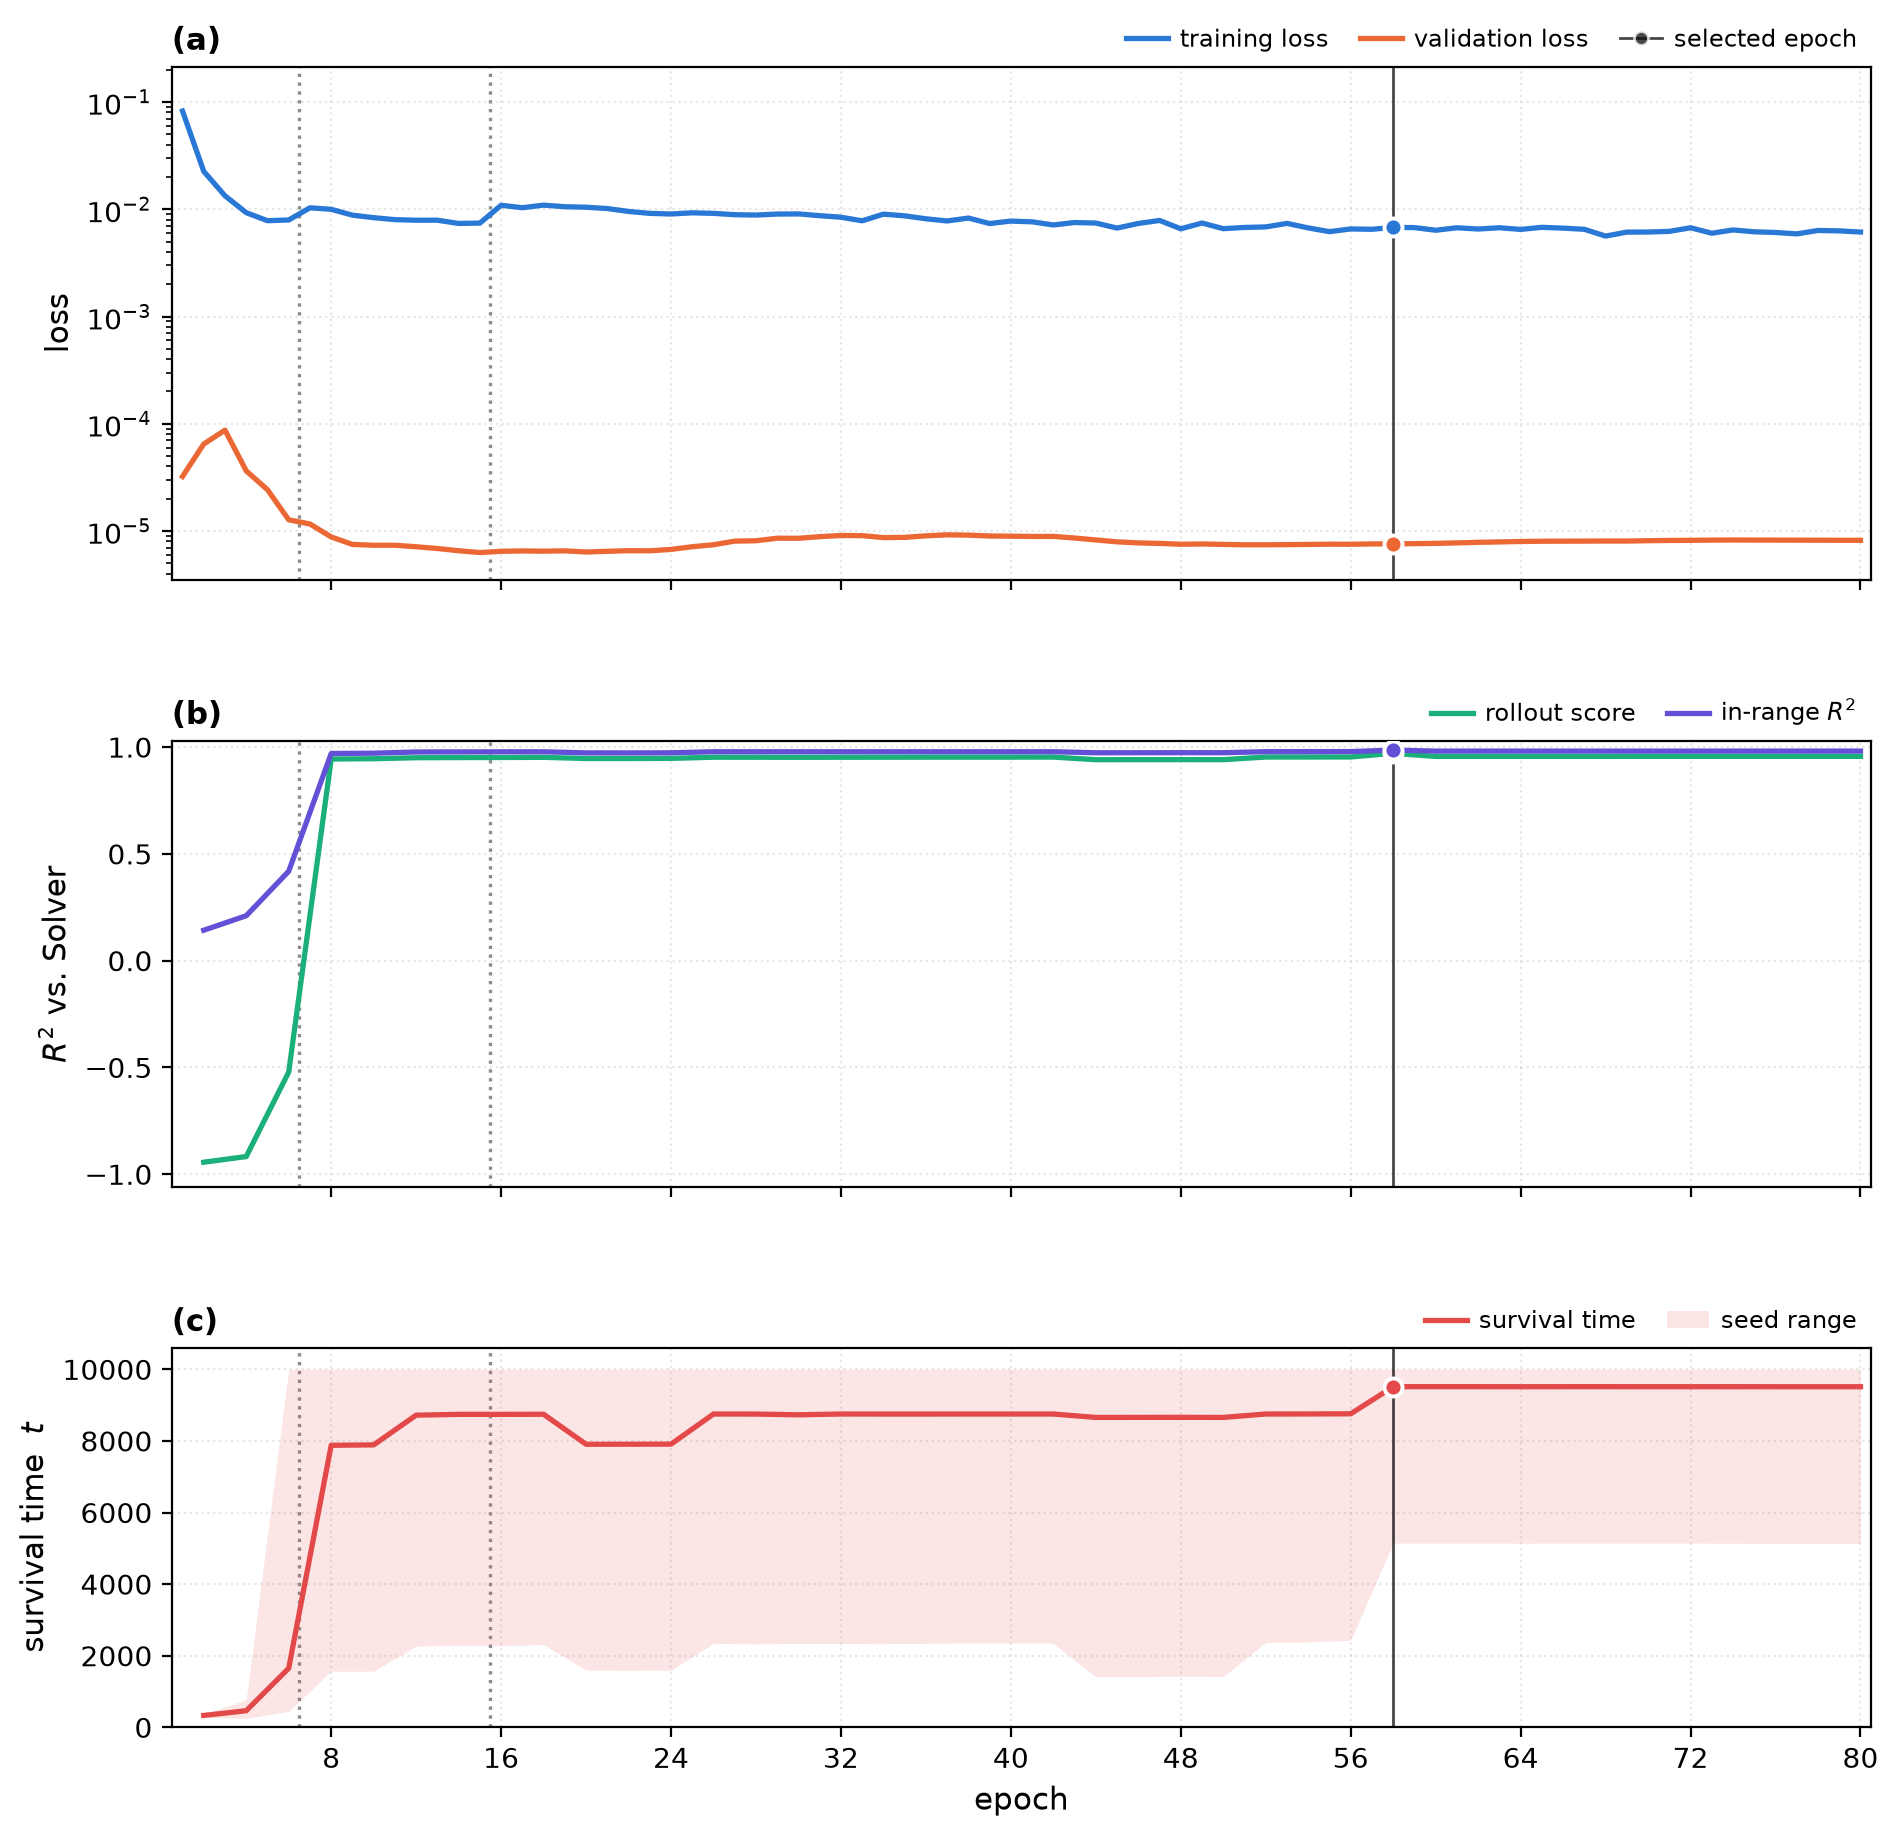 (a)
training loss
validation loss
selected epoch
10⁻¹
10⁻²
10⁻³
10⁻⁴
10⁻⁵
loss
(b)
rollout score
in-range R²
1.0
0.5
0.0
−0.5
−1.0
R² vs. Solver
(c)
survival time
seed range
10000
8000
6000
4000
2000
0
survival time t
8 16 24 32 40 48 56 64 72 80
epoch